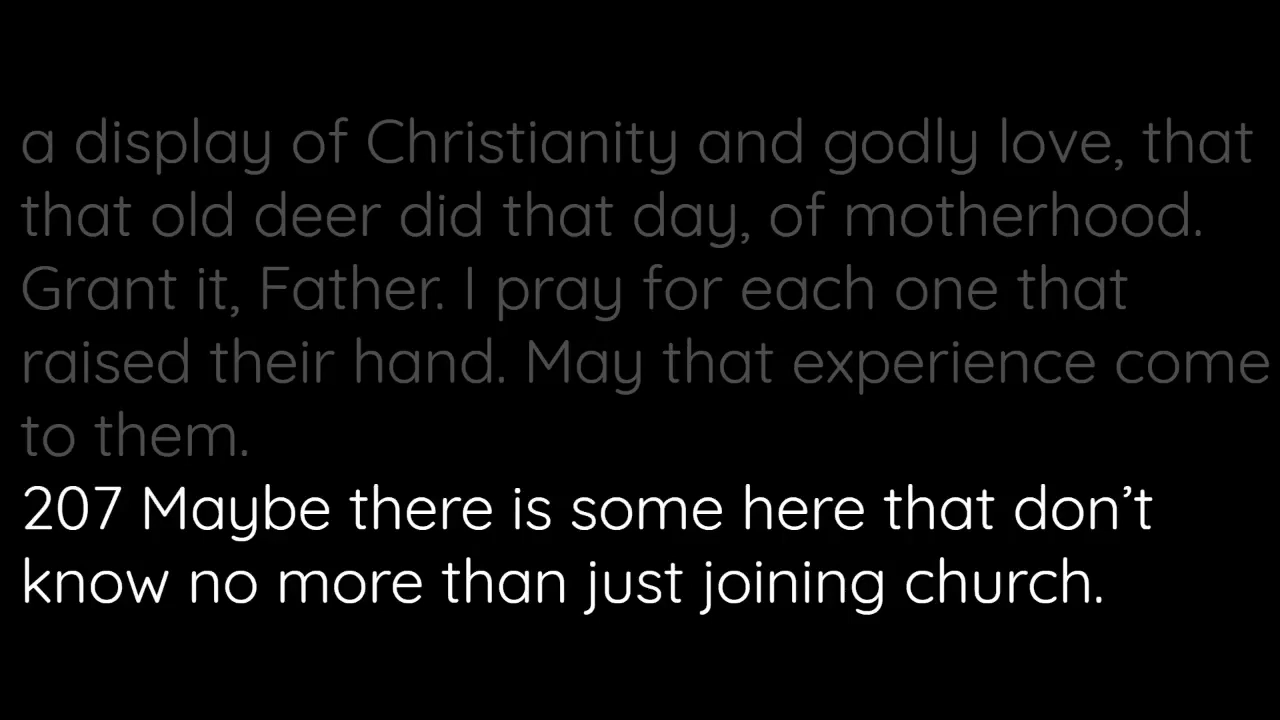 a display of Christianity and godly love, that
that old deer did that day, of motherhood.
Grant it, Father. I pray for each one that
raised their hand. May that experience come
to them.
207 Maybe there is some here that don’t
know no more than just joining church.